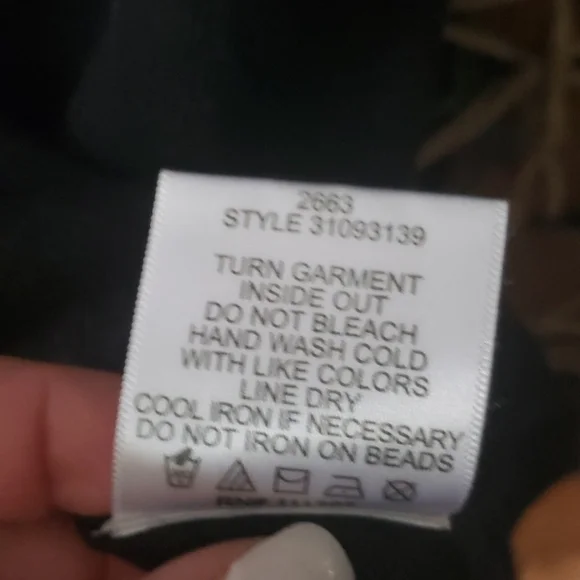 2663
STYLE 31093139
TURN GARMENT
INSIDE OUT
DO NOT BLEACH
HAND WASH COLD
WITH LIKE COLORS
LINE DRY
COOL IRON IF NECESSARY
DO NOT IRON ON BEADS